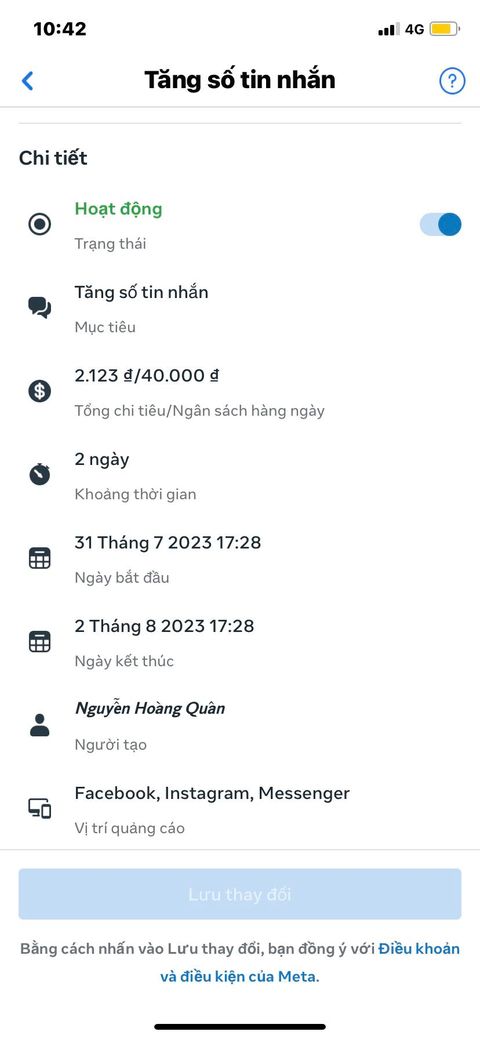 10:42
4G
Tăng số tin nhắn
?
Chi tiết
Hoạt động
Trạng thái
Tăng số tin nhắn
Mục tiêu
$
2.123 ₫/40.000 ₫
Tổng chi tiêu/Ngân sách hàng ngày
2 ngày
Khoảng thời gian
31 Tháng 7 2023 17:28
Ngày bắt đầu
2 Tháng 8 2023 17:28
Ngày kết thúc
Nguyễn Hoàng Quân
Người tạo
Facebook, Instagram, Messenger
Vị trí quảng cáo
Lưu thay đổi
Bằng cách nhấn vào Lưu thay đổi, bạn đồng ý với Điều khoản
và điều kiện của Meta.